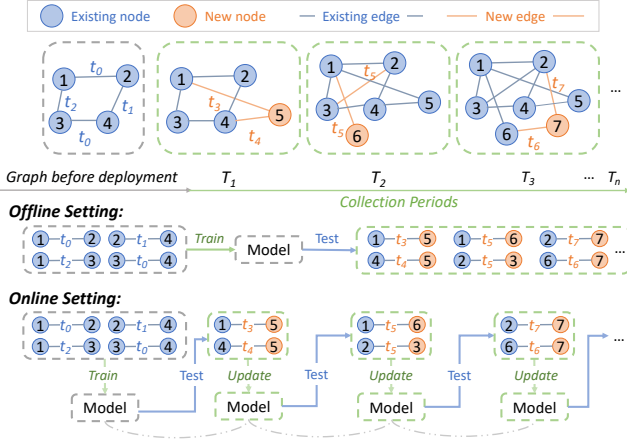 Existing node New node Existing edge New edge
1 t0 2 t2 t1 3 t0 4
1 2 t3 5 3 4 t4
1 2 t5 3 4 5 t5 6
1 2 t7 3 4 5 6 t6 7
...
Graph before deployment T1 T2 T3 ... Tn
Collection Periods
Offline Setting:
1 t0 2 2 t1 4
1 t2 3 3 t0 4
Train
Model
Test
1 t3 5 1 t5 6 2 t7 7
4 t4 5 2 t5 3 6 t6 7
...
Online Setting:
1 t0 2 2 t1 4
1 t2 3 3 t0 4
1 t3 5
4 t4 5
1 t5 6
2 t5 3
2 t7 7
6 t6 7
...
Train Test Update Test Update Test Update
Model Model Model Model